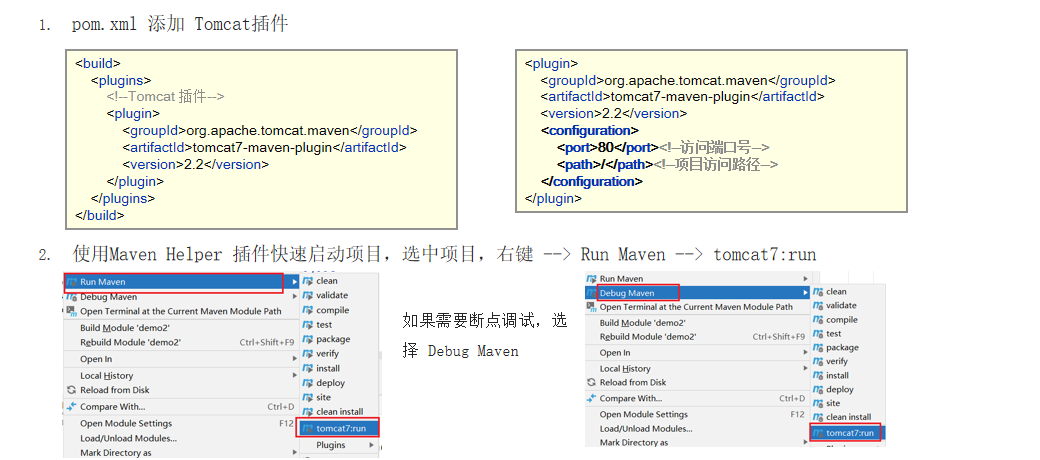 1. pom.xml 添加 Tomcat插件
<build>
<plugins>
<!--Tomcat 插件-->
<plugin>
<groupId>org.apache.tomcat.maven</groupId>
<artifactId>tomcat7-maven-plugin</artifactId>
<version>2.2</version>
</plugin>
</plugins>
</build>
<plugin>
<groupId>org.apache.tomcat.maven</groupId>
<artifactId>tomcat7-maven-plugin</artifactId>
<version>2.2</version>
<configuration>
<port>80</port><!--访问端口号-->
<path>/</path><!--项目访问路径-->
</configuration>
</plugin>
2. 使用Maven Helper 插件快速启动项目，选中项目，右键 --> Run Maven --> tomcat7:run
Run Maven
Debug Maven
Open Terminal at the Current Maven Module Path
Build Module 'demo2'
Rebuild Module 'demo2' Ctrl+Shift+F9
Open In
Local History
Reload from Disk
Compare With... Ctrl+D
Open Module Settings F12
Load/Unload Modules...
Mark Directory as
clean
validate
compile
test
package
verify
install
deploy
site
clean install
tomcat7:run
Plugins
如果需要断点调试，选
择 Debug Maven
Run Maven
Debug Maven
Open Terminal at the Current Maven Module Path
Build Module 'demo2'
Rebuild Module 'demo2' Ctrl+Shift+F9
Open In
Local History
Reload from Disk
Compare With... Ctrl+D
Open Module Settings F12
Load/Unload Modules...
Mark Directory as
clean
validate
compile
test
package
verify
install
deploy
site
clean install
tomcat7:run